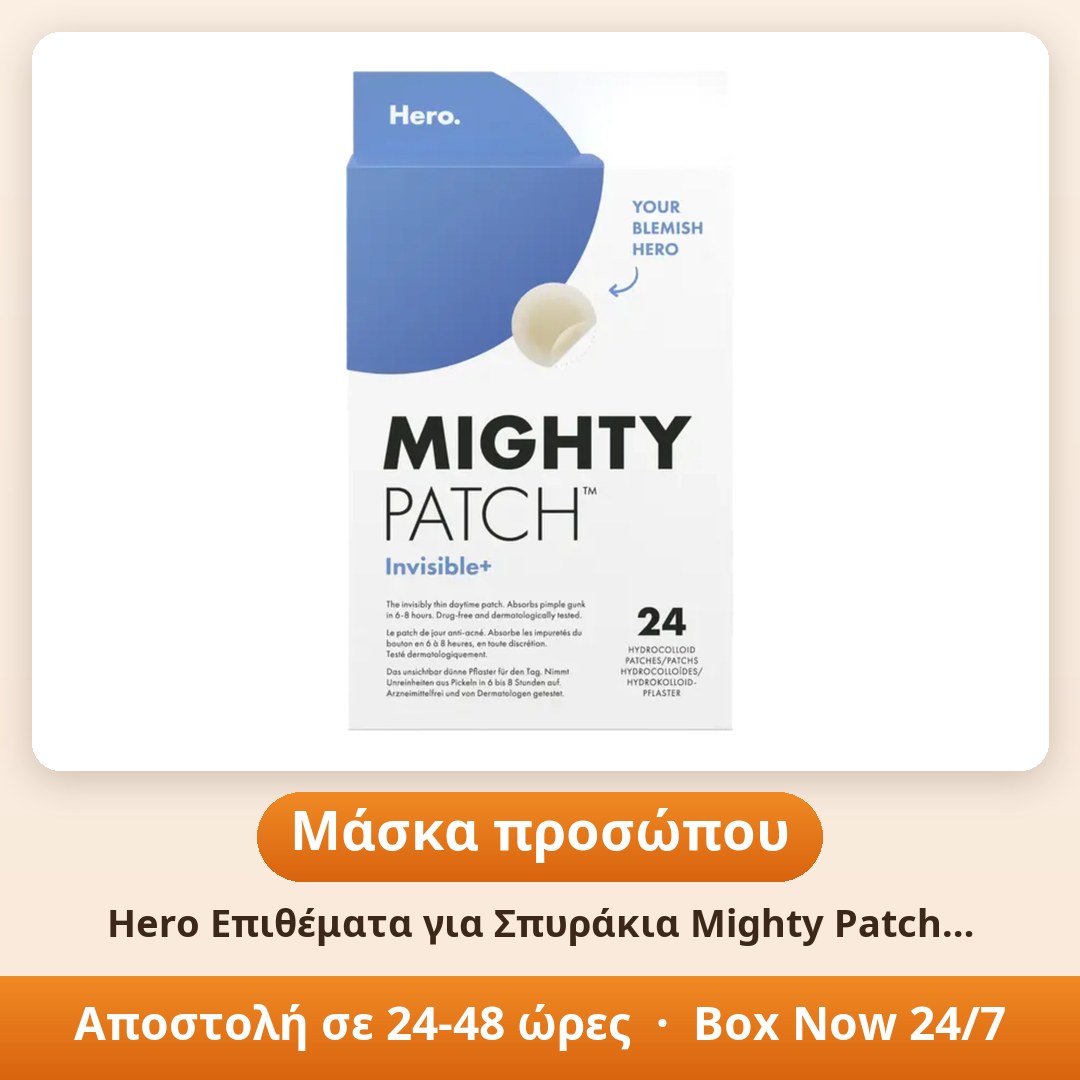 Hero.
YOUR
BLEMISH
HERO
MIGHTY
PATCH™
Invisible+
The invisibly thin daytime patch. Absorbs pimple gunk
in 6-8 hours. Drug-free and dermatologically tested.
Le patch de jour anti-acné. Absorbe les impuretés du
bouton en 6 à 8 heures, en toute discrétion.
Testé dermatologiquement.
Das unsichtbar dünne Pflaster für den Tag. Nimmt
Unreinheiten aus Pickeln in 6 bis 8 Stunden auf.
Arzneimittelfrei und von Dermatologen getestet.
24
HYDROCOLLOID
PATCHES/PATCHS
HYDROCOLLOÏDES/
HYDROKOLLOID-
PFLASTER
Μάσκα προσώπου
Hero Επιθέματα για Σπυράκια Mighty Patch...
Αποστολή σε 24-48 ώρες · Box Now 24/7